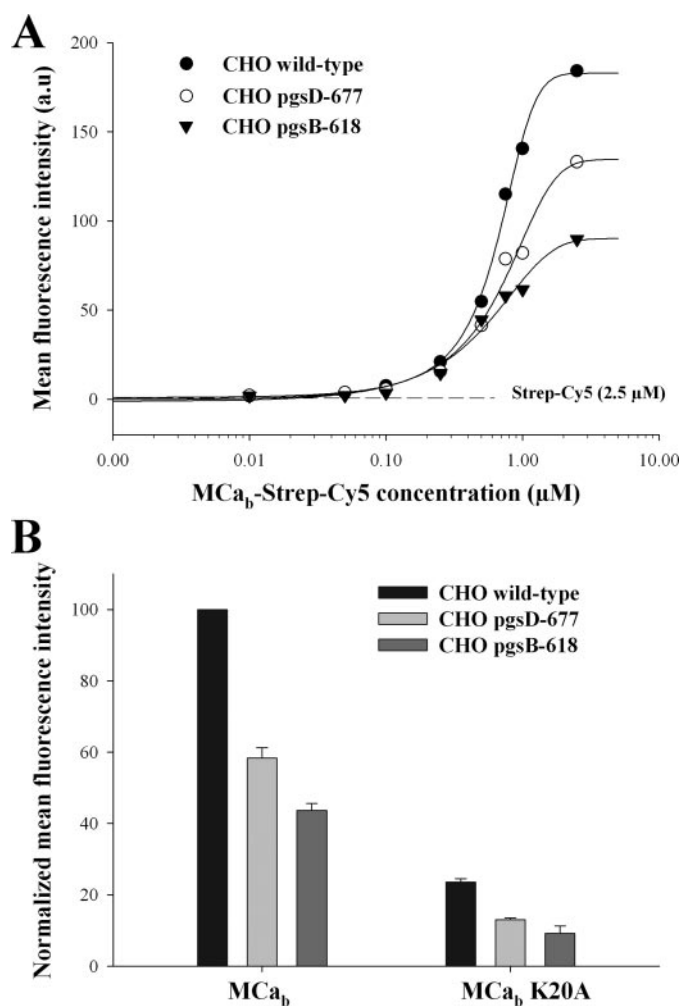 A
Mean fluorescence intensity (a.u)
200
150
100
50
0
CHO wild-type
CHO pgsD-677
CHO pgsB-618
Strep-Cy5 (2.5 µM)
0.00 0.01 0.10 1.00 10.00
MCab-Strep-Cy5 concentration (µM)
B
Normalized mean fluorescence intensity
100
80
60
40
20
0
CHO wild-type
CHO pgsD-677
CHO pgsB-618
MCab MCab K20A